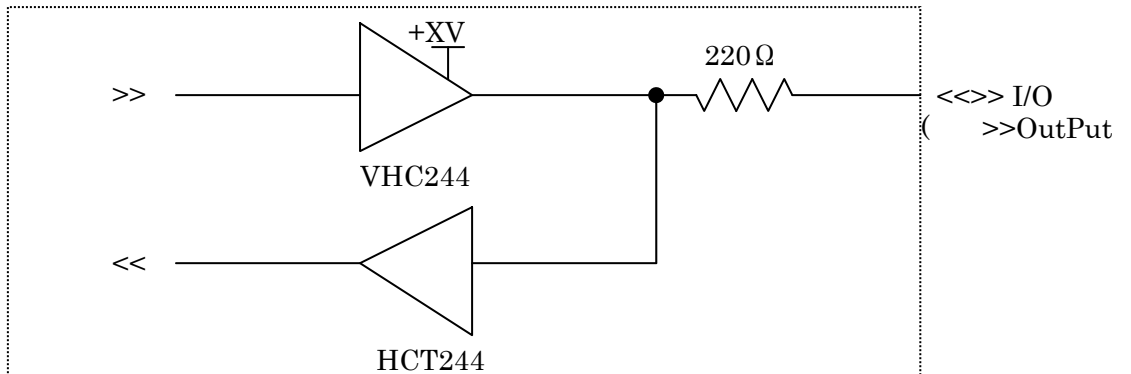 +XV
220Ω
>>
<<>> I/O
( >>OutPut
VHC244
<<
HCT244